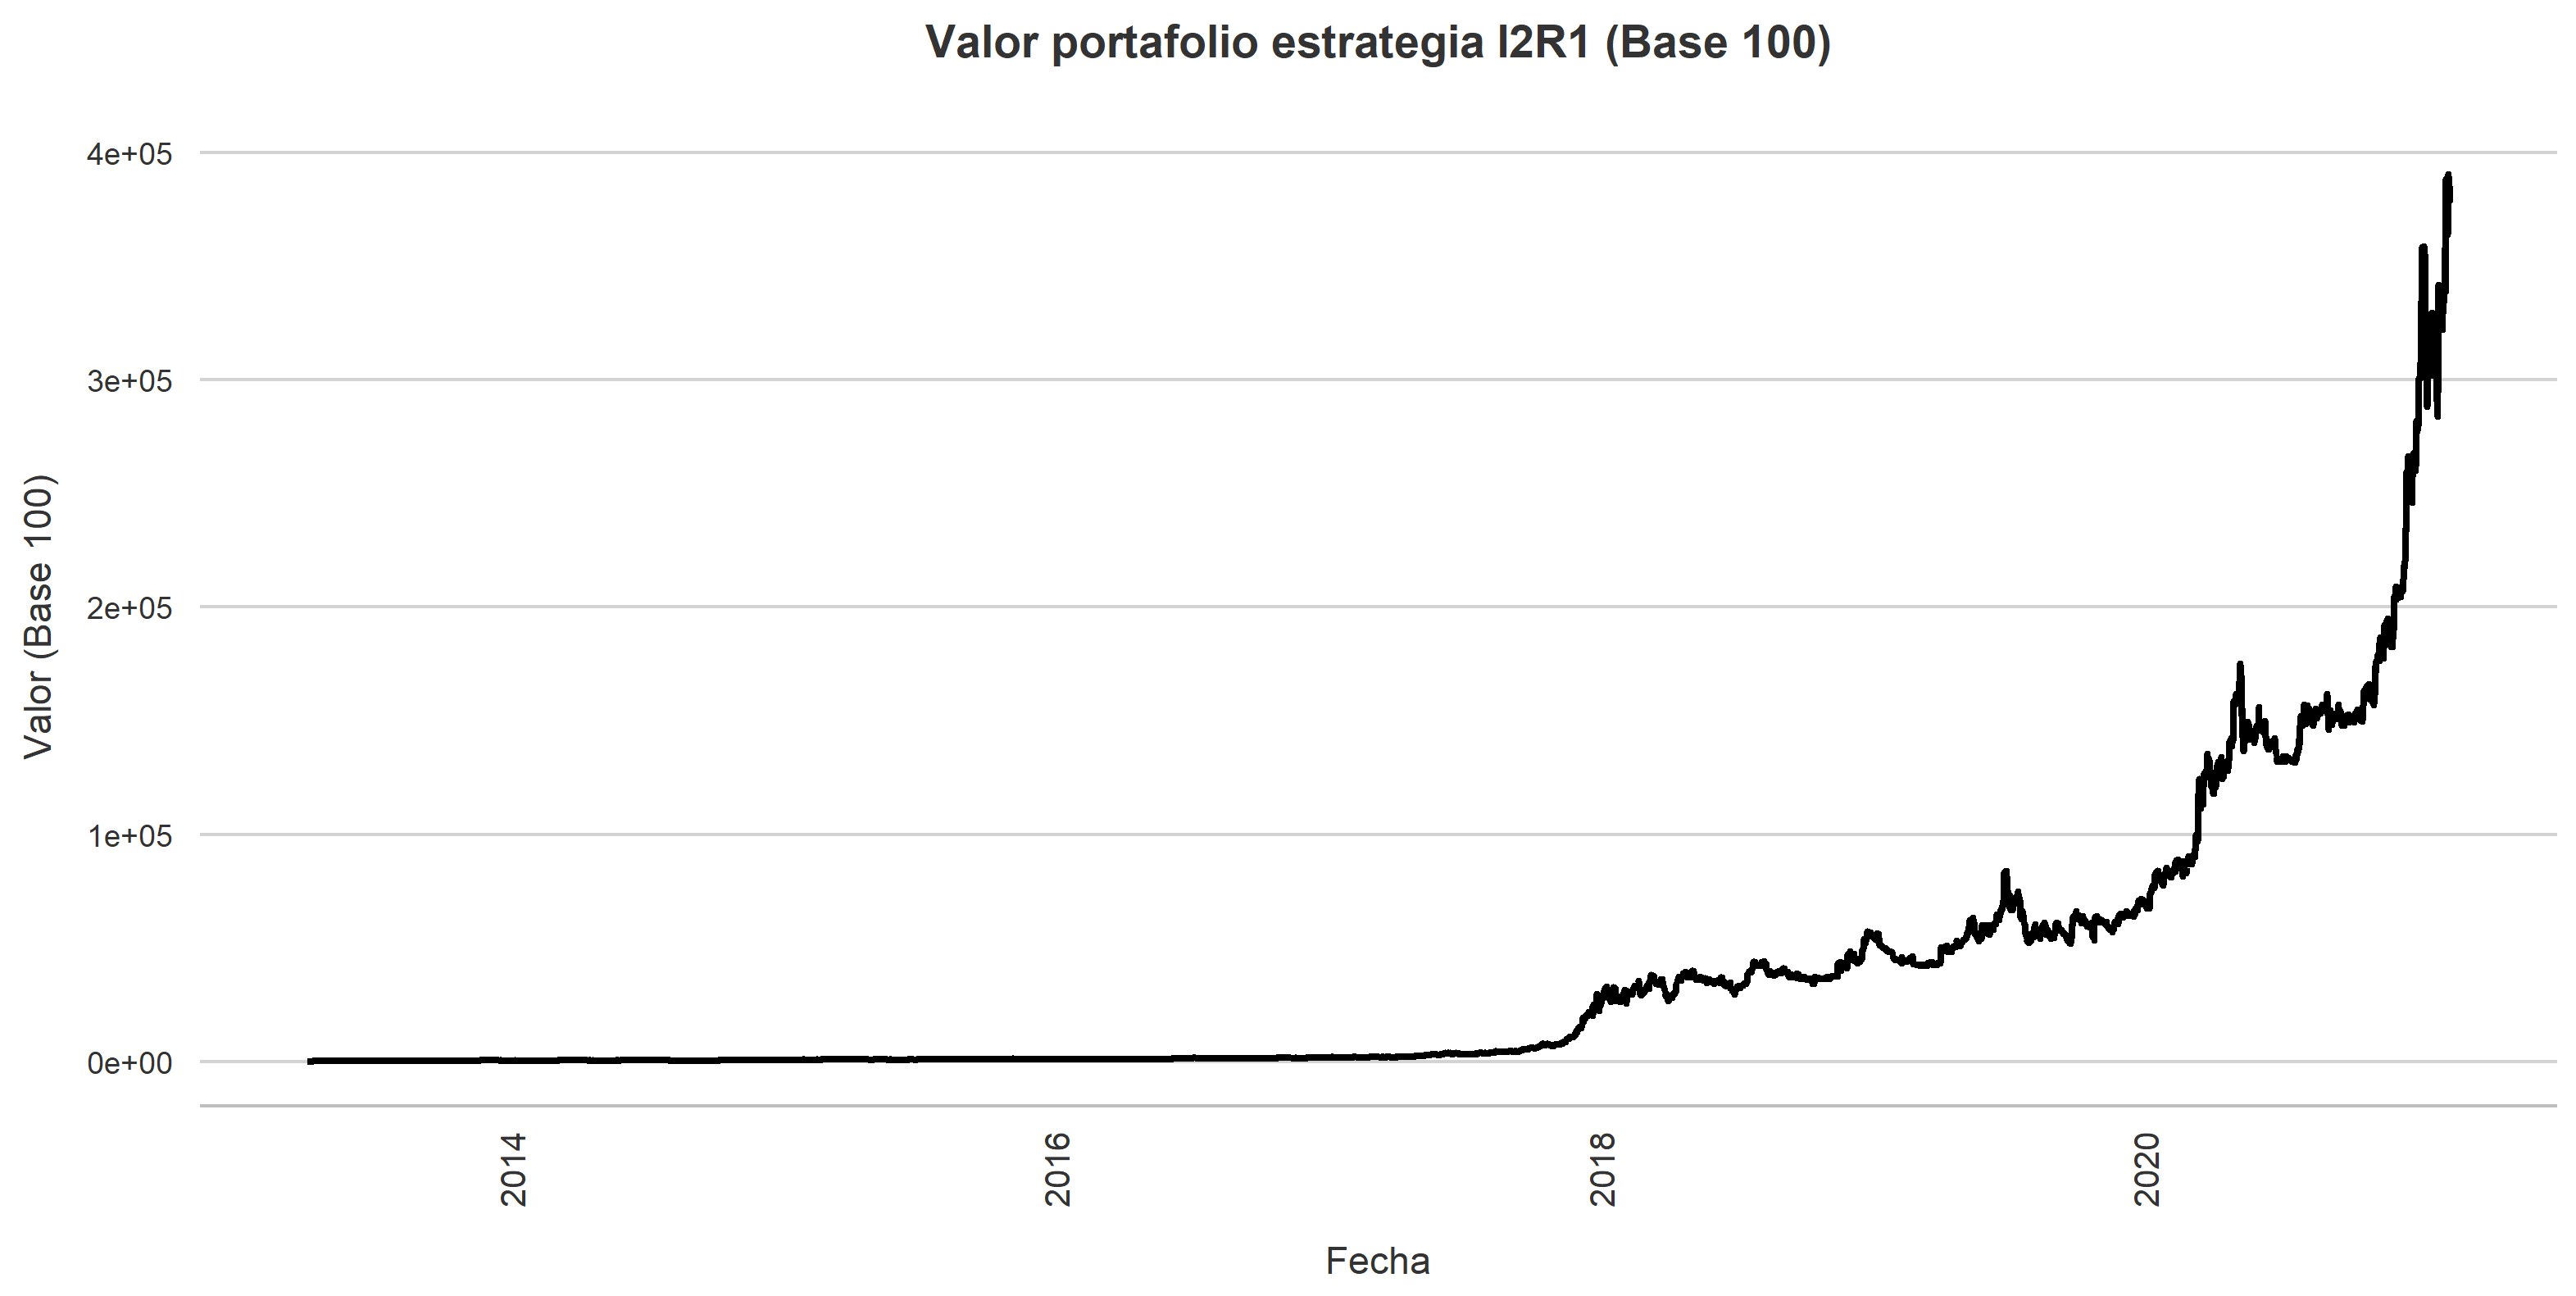 Valor portafolio estrategia I2R1 (Base 100)
4e+05
3e+05
2e+05
1e+05
0e+00
Valor (Base 100)
2014
2016
2018
2020
Fecha